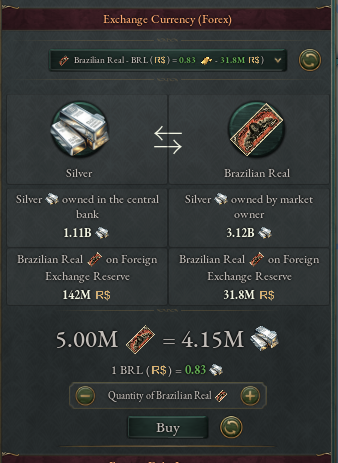 Exchange Currency (Forex)
Brazilian Real - BRL (R$) = 0.83 - 31.8M R$)
Silver
Brazilian Real
Silver owned in the central
bank
1.11B
Silver owned by market
owner
3.12B
Brazilian Real on Foreign
Exchange Reserve
142M R$
Brazilian Real on Foreign
Exchange Reserve
31.8M R$
5.00M = 4.15M
1 BRL (R$) = 0.83
Quantity of Brazilian Real
Buy